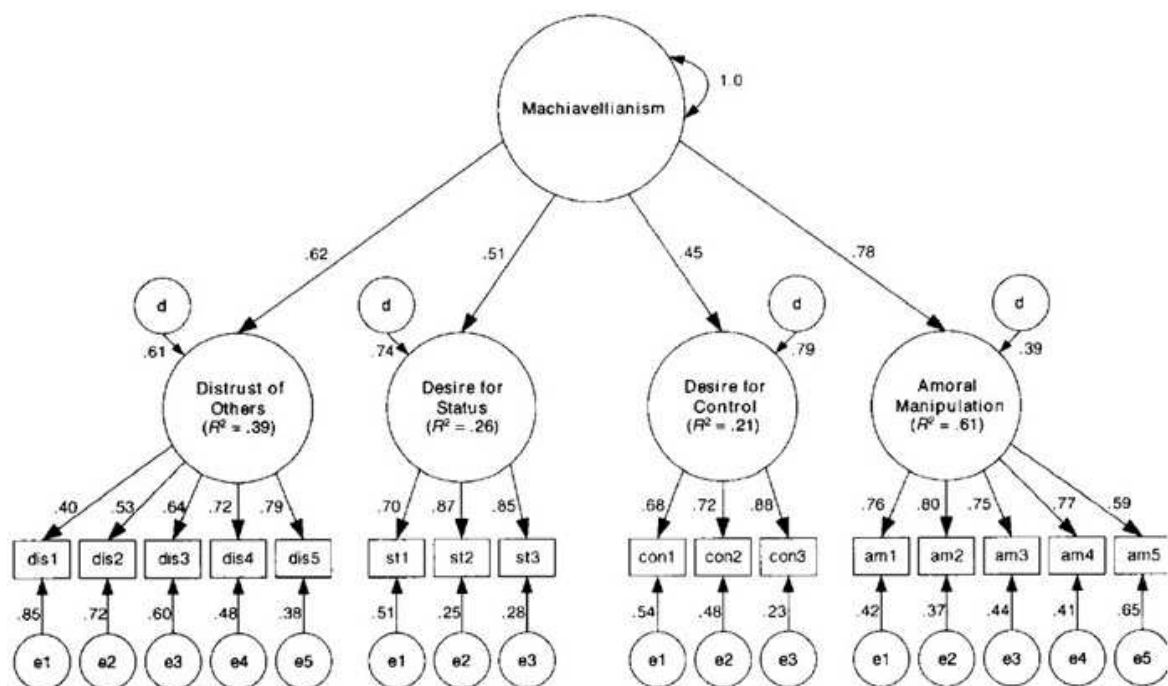 1.0
Machiavellianism
.62 .51 .45 .78
d d d d
.61 .74 .79 .39
Distrust of
Others
(R² = .39)
Desire for
Status
(R² = .26)
Desire for
Control
(R² = .21)
Amoral
Manipulation
(R² = .61)
.40 .53 .64 .72 .79 .70 .87 .85 .68 .72 .88 .76 .80 .75 .77 .59
dis1 dis2 dis3 dis4 dis5 st1 st2 st3 con1 con2 con3 am1 am2 am3 am4 am5
.85 .72 .60 .48 .38 .51 .25 .28 .54 .48 .23 .42 .37 .44 .41 .65
e1 e2 e3 e4 e5 e1 e2 e3 e1 e2 e3 e1 e2 e3 e4 e5